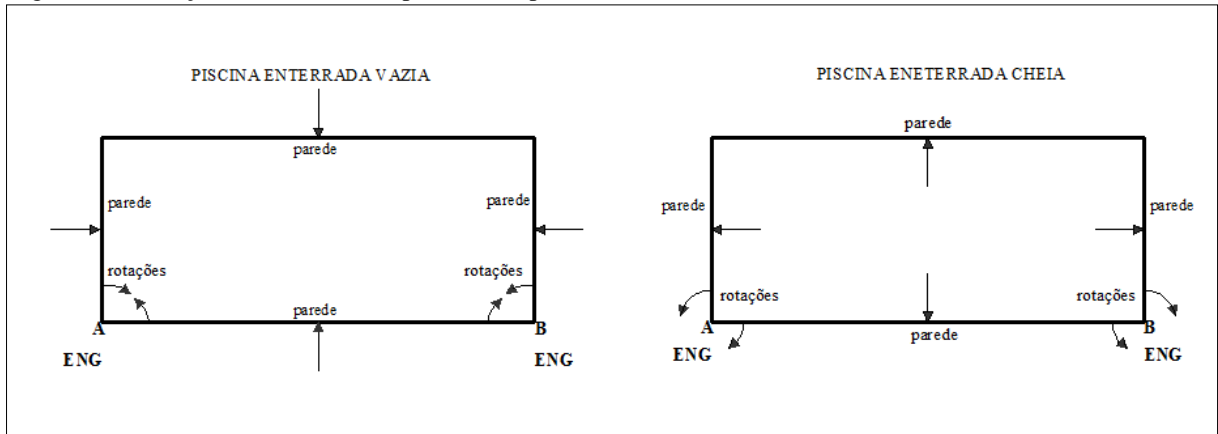 PISCINA ENTERRADA VAZIA
parede
parede
parede
rotações
rotações
parede
A
B
ENG
ENG
PISCINA ENETERRADA CHEIA
parede
parede
parede
rotações
rotações
A
B
parede
ENG
ENG